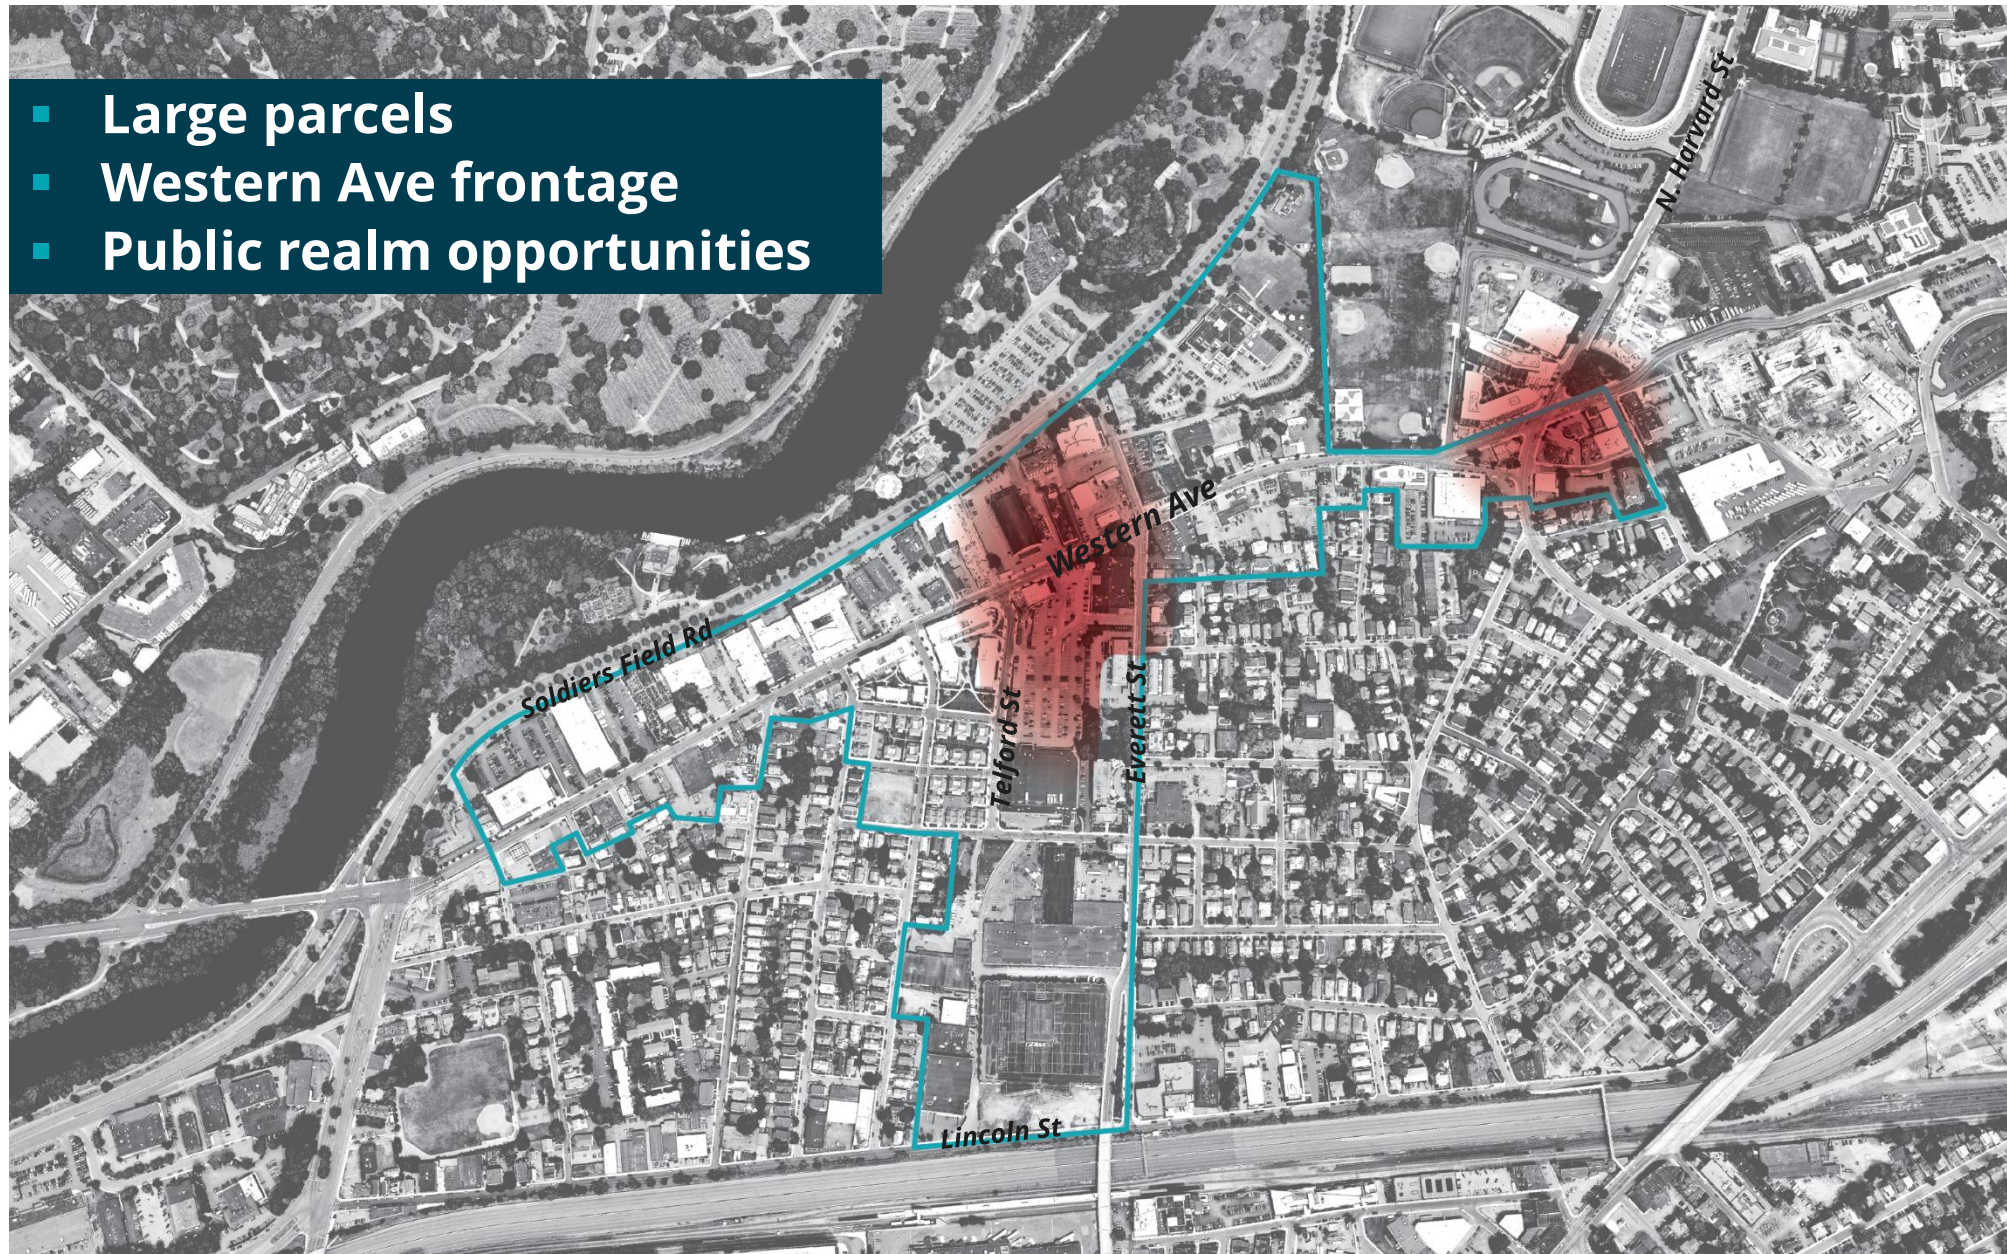 Large parcels
Western Ave frontage
Public realm opportunities
N. Harvard St
Western Ave
Soldiers Field Rd
Telford St
Everett St
Lincoln St